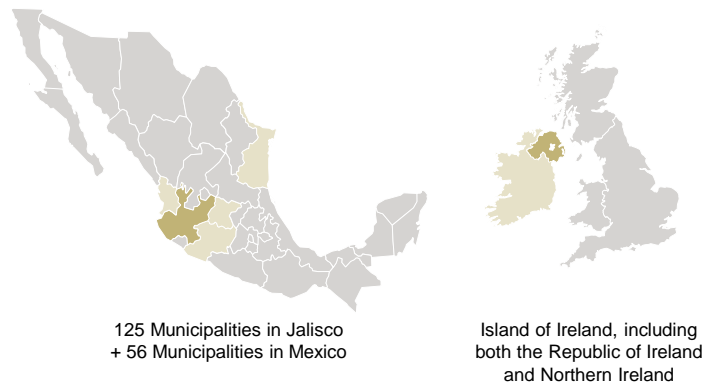 125 Municipalities in Jalisco
+ 56 Municipalities in Mexico
Island of Ireland, including
both the Republic of Ireland
and Northern Ireland